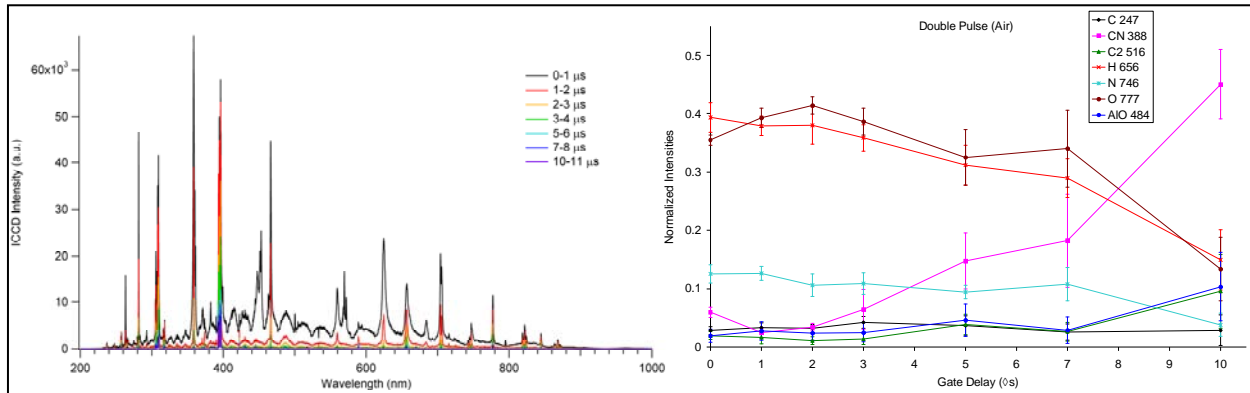 60x10³
50
40
30
20
10
0
ICCD Intensity (a.u.)
200
400
600
800
1000
Wavelength (nm)
0-1 μs
1-2 μs
2-3 μs
3-4 μs
5-6 μs
7-8 μs
10-11 μs
Double Pulse (Air)
0.5
0.4
0.3
0.2
0.1
0
Normalized Intensities
0 1 2 3 4 5 6 7 8 9 10
Gate Delay (◊s)
C 247
CN 388
C2 516
H 656
N 746
O 777
AlO 484